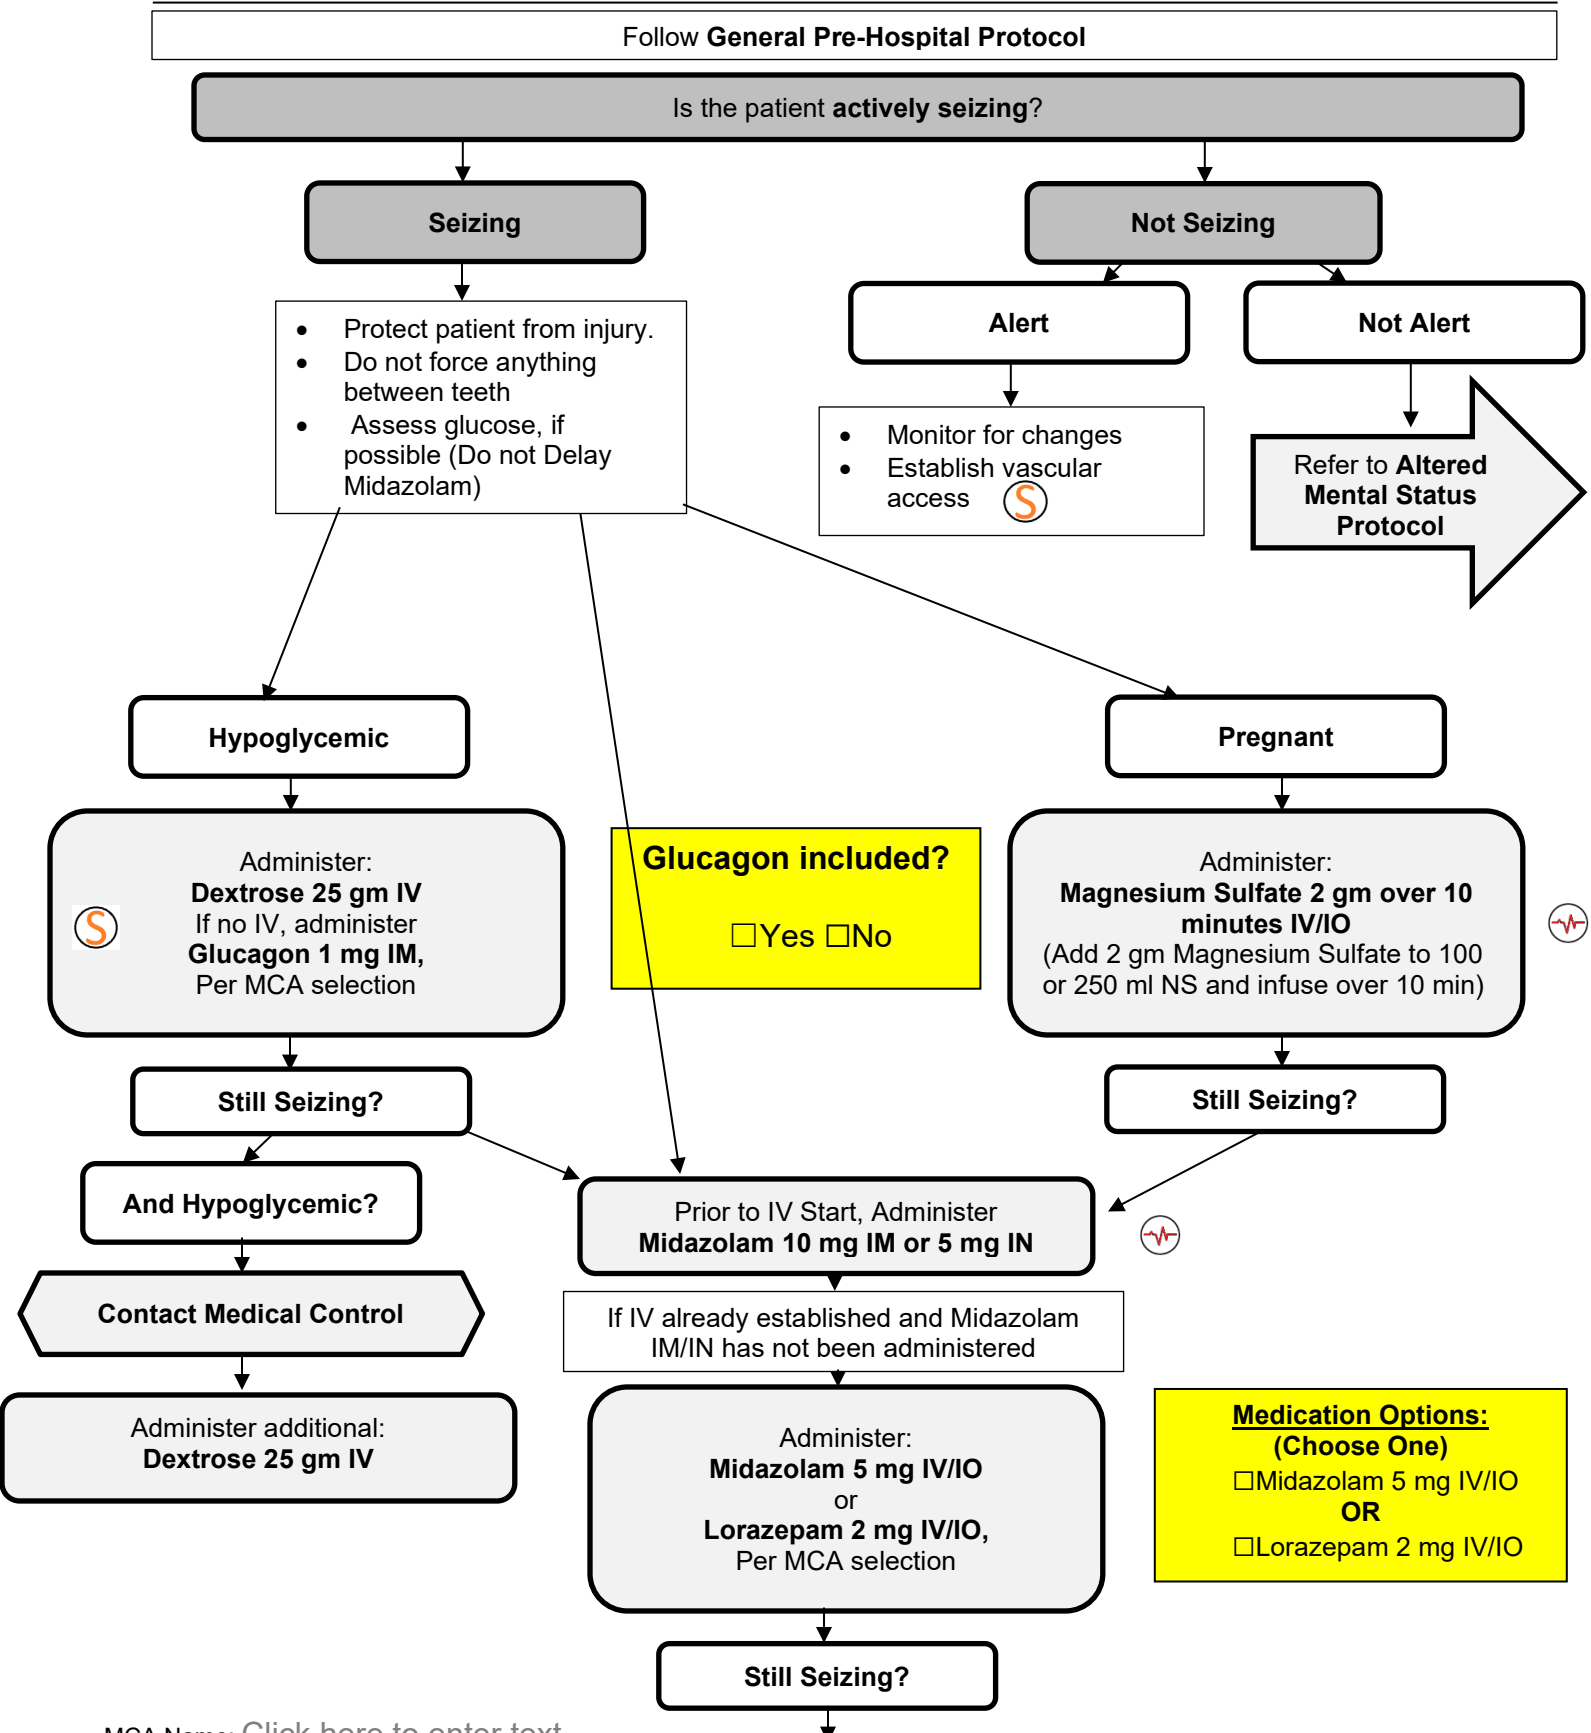 Follow General Pre-Hospital Protocol
Is the patient actively seizing?
Seizing
Not Seizing
• Protect patient from injury.
• Do not force anything
between teeth
• Assess glucose, if
possible (Do not Delay
Midazolam)
Alert
Not Alert
• Monitor for changes
• Establish vascular
access S
Refer to Altered
Mental Status
Protocol
Hypoglycemic
Pregnant
Administer:
Dextrose 25 gm IV
If no IV, administer
Glucagon 1 mg IM,
Per MCA selection
S
Glucagon included?
☐Yes ☐No
Administer:
Magnesium Sulfate 2 gm over 10
minutes IV/IO
(Add 2 gm Magnesium Sulfate to 100
or 250 ml NS and infuse over 10 min)
Still Seizing?
Still Seizing?
And Hypoglycemic?
Prior to IV Start, Administer
Midazolam 10 mg IM or 5 mg IN
Contact Medical Control
If IV already established and Midazolam
IM/IN has not been administered
Administer additional:
Dextrose 25 gm IV
Administer:
Midazolam 5 mg IV/IO
or
Lorazepam 2 mg IV/IO,
Per MCA selection
Medication Options:
(Choose One)
☐Midazolam 5 mg IV/IO
OR
☐Lorazepam 2 mg IV/IO
Still Seizing?
MCA Name: Click here to enter text